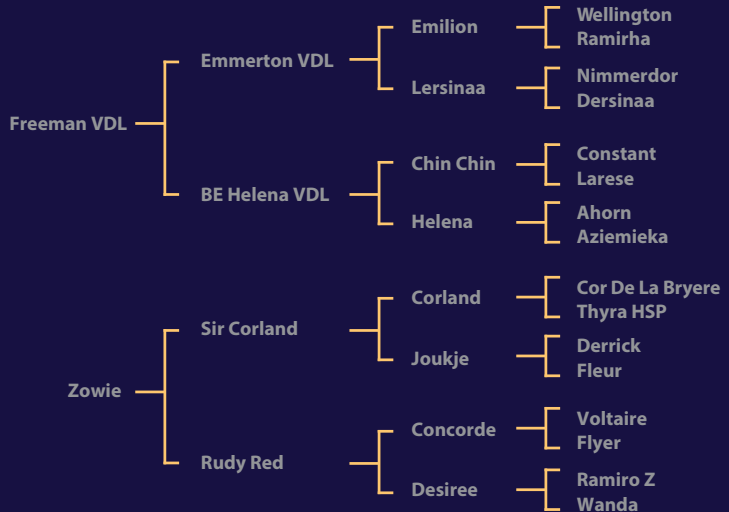 Wellington
Emilion
Ramirha
Emmerton VDL
Nimmerdor
Lersinaa
Dersinaa
Freeman VDL
Constant
Chin Chin
Larese
BE Helena VDL
Ahorn
Helena
Aziemieka
Cor De La Bryere
Corland
Thyra HSP
Sir Corland
Derrick
Joukje
Fleur
Zowie
Voltaire
Concorde
Flyer
Rudy Red
Ramiro Z
Desiree
Wanda